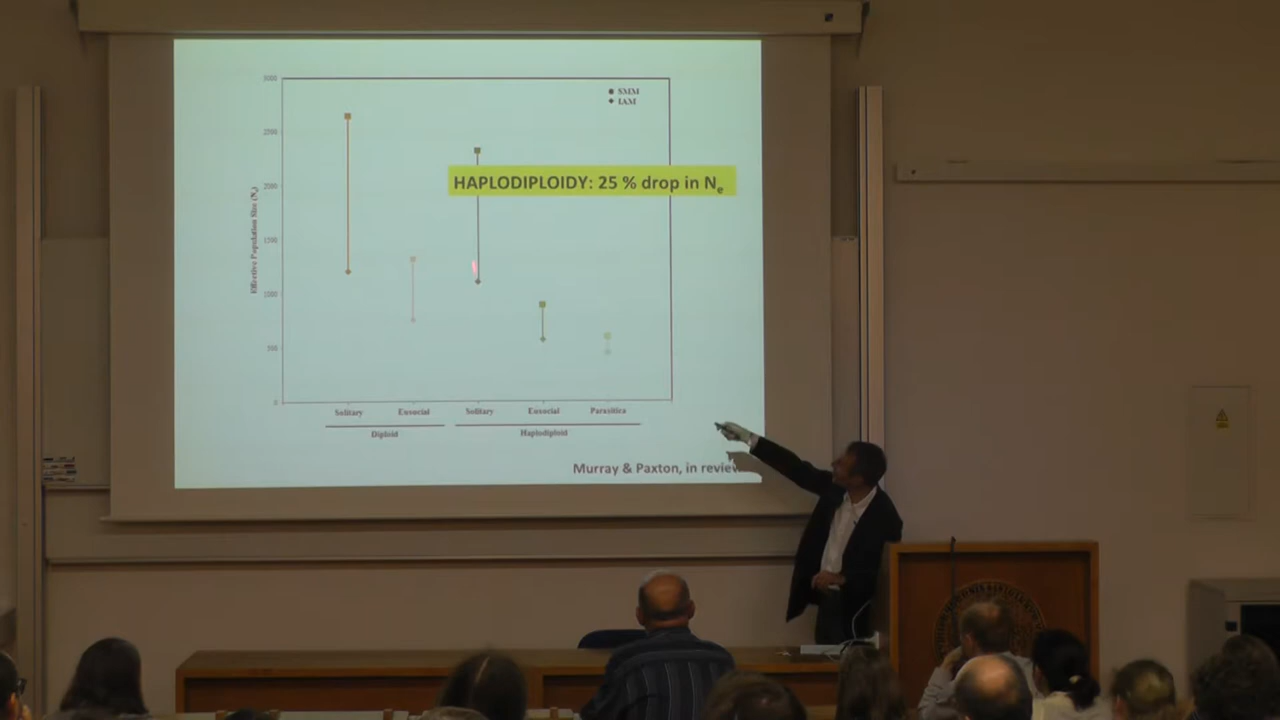 3000
SMM
IAM
2500
HAPLODIPLOIDY: 25 % drop in Ne
2000
Effective Population Size (Ne)
1500
1000
500
0
Solitary Eusocial Solitary Eusocial Parasitica
Diploid Haplodiploid
Murray & Paxton, in review